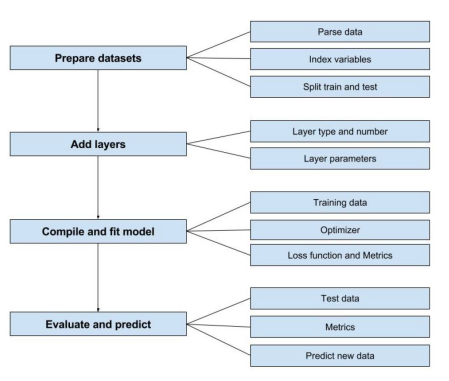 Prepare datasets
Parse data
Index variables
Split train and test
Add layers
Layer type and number
Layer parameters
Compile and fit model
Training data
Optimizer
Loss function and Metrics
Evaluate and predict
Test data
Metrics
Predict new data